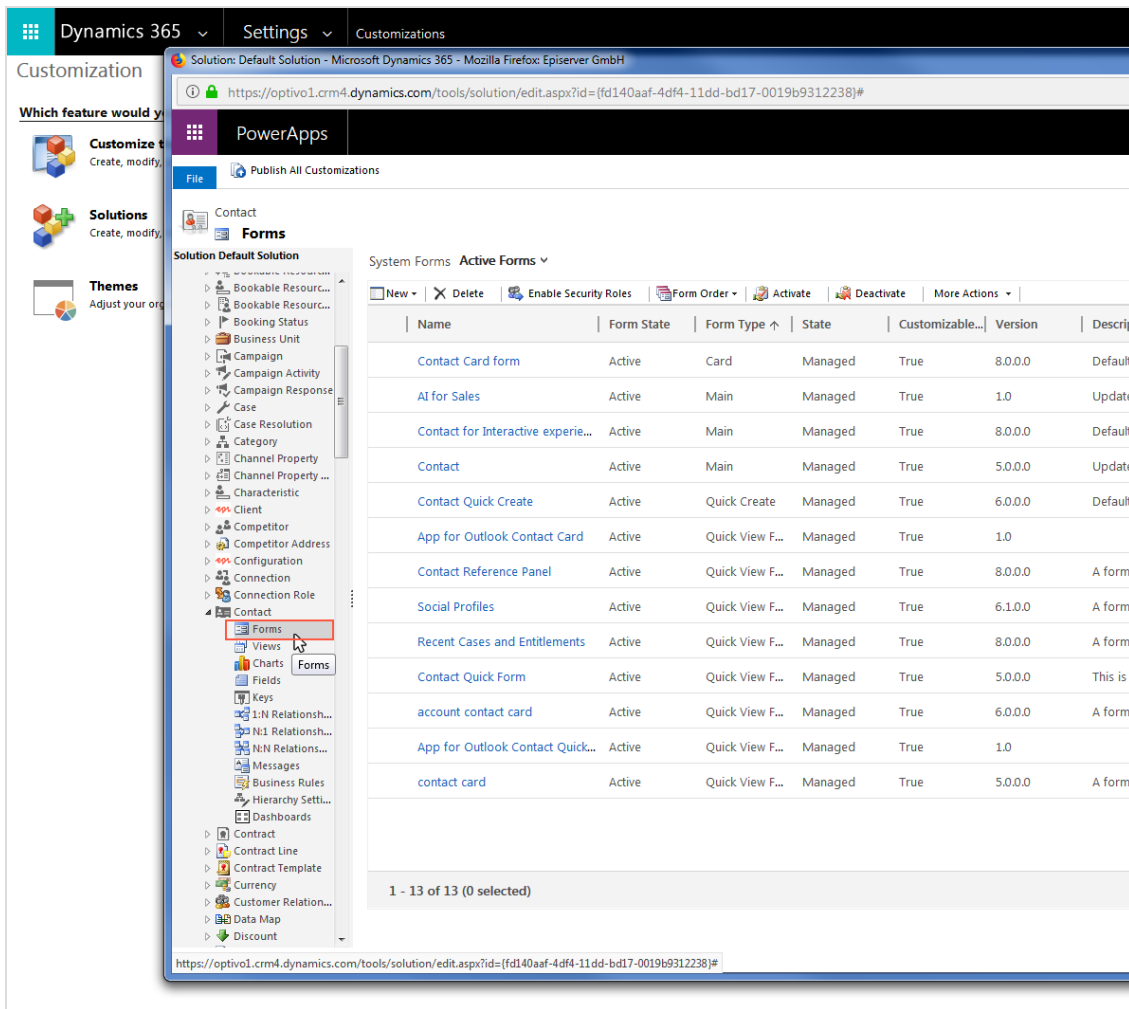 Dynamics 365 Settings Customizations
Customization
Which feature would y
Customize t
Create, modify,
Solutions
Create, modify,
Themes
Adjust your org
Solution: Default Solution - Microsoft Dynamics 365 - Mozilla Firefox: Episerver GmbH
https://optivo1.crm4.dynamics.com/tools/solution/edit.aspx?id={fd140aaf-4df4-11dd-bd17-0019b9312238}#
PowerApps
File Publish All Customizations
Contact
Forms
Solution Default Solution
Bookable Resourc...
Bookable Resourc...
Bookable Resourc...
Booking Status
Business Unit
Campaign
Campaign Activity
Campaign Response
Case
Case Resolution
Category
Channel Property
Channel Property ...
Characteristic
Client
Competitor
Competitor Address
Configuration
Connection
Connection Role
Contact
Forms
Views
Charts
Forms
Fields
Keys
1:N Relationsh...
N:1 Relationsh...
N:N Relations...
Messages
Business Rules
Hierarchy Setti...
Dashboards
Contract
Contract Line
Contract Template
Currency
Customer Relation...
Data Map
Discount
System Forms Active Forms
New Delete Enable Security Roles Form Order Activate Deactivate More Actions
Name Form State Form Type State Customizable... Version Descrip
Contact Card form Active Card Managed True 8.0.0.0 Default
AI for Sales Active Main Managed True 1.0 Update
Contact for Interactive experie... Active Main Managed True 8.0.0.0 Default
Contact Active Main Managed True 5.0.0.0 Update
Contact Quick Create Active Quick Create Managed True 6.0.0.0 Default
App for Outlook Contact Card Active Quick View F... Managed True 1.0
Contact Reference Panel Active Quick View F... Managed True 8.0.0.0 A form
Social Profiles Active Quick View F... Managed True 6.1.0.0 A form
Recent Cases and Entitlements Active Quick View F... Managed True 8.0.0.0 A form
Contact Quick Form Active Quick View F... Managed True 5.0.0.0 This is
account contact card Active Quick View F... Managed True 6.0.0.0 A form
App for Outlook Contact Quick... Active Quick View F... Managed True 1.0
contact card Active Quick View F... Managed True 5.0.0.0 A form
1 - 13 of 13 (0 selected)
https://optivo1.crm4.dynamics.com/tools/solution/edit.aspx?id={fd140aaf-4df4-11dd-bd17-0019b9312238}#